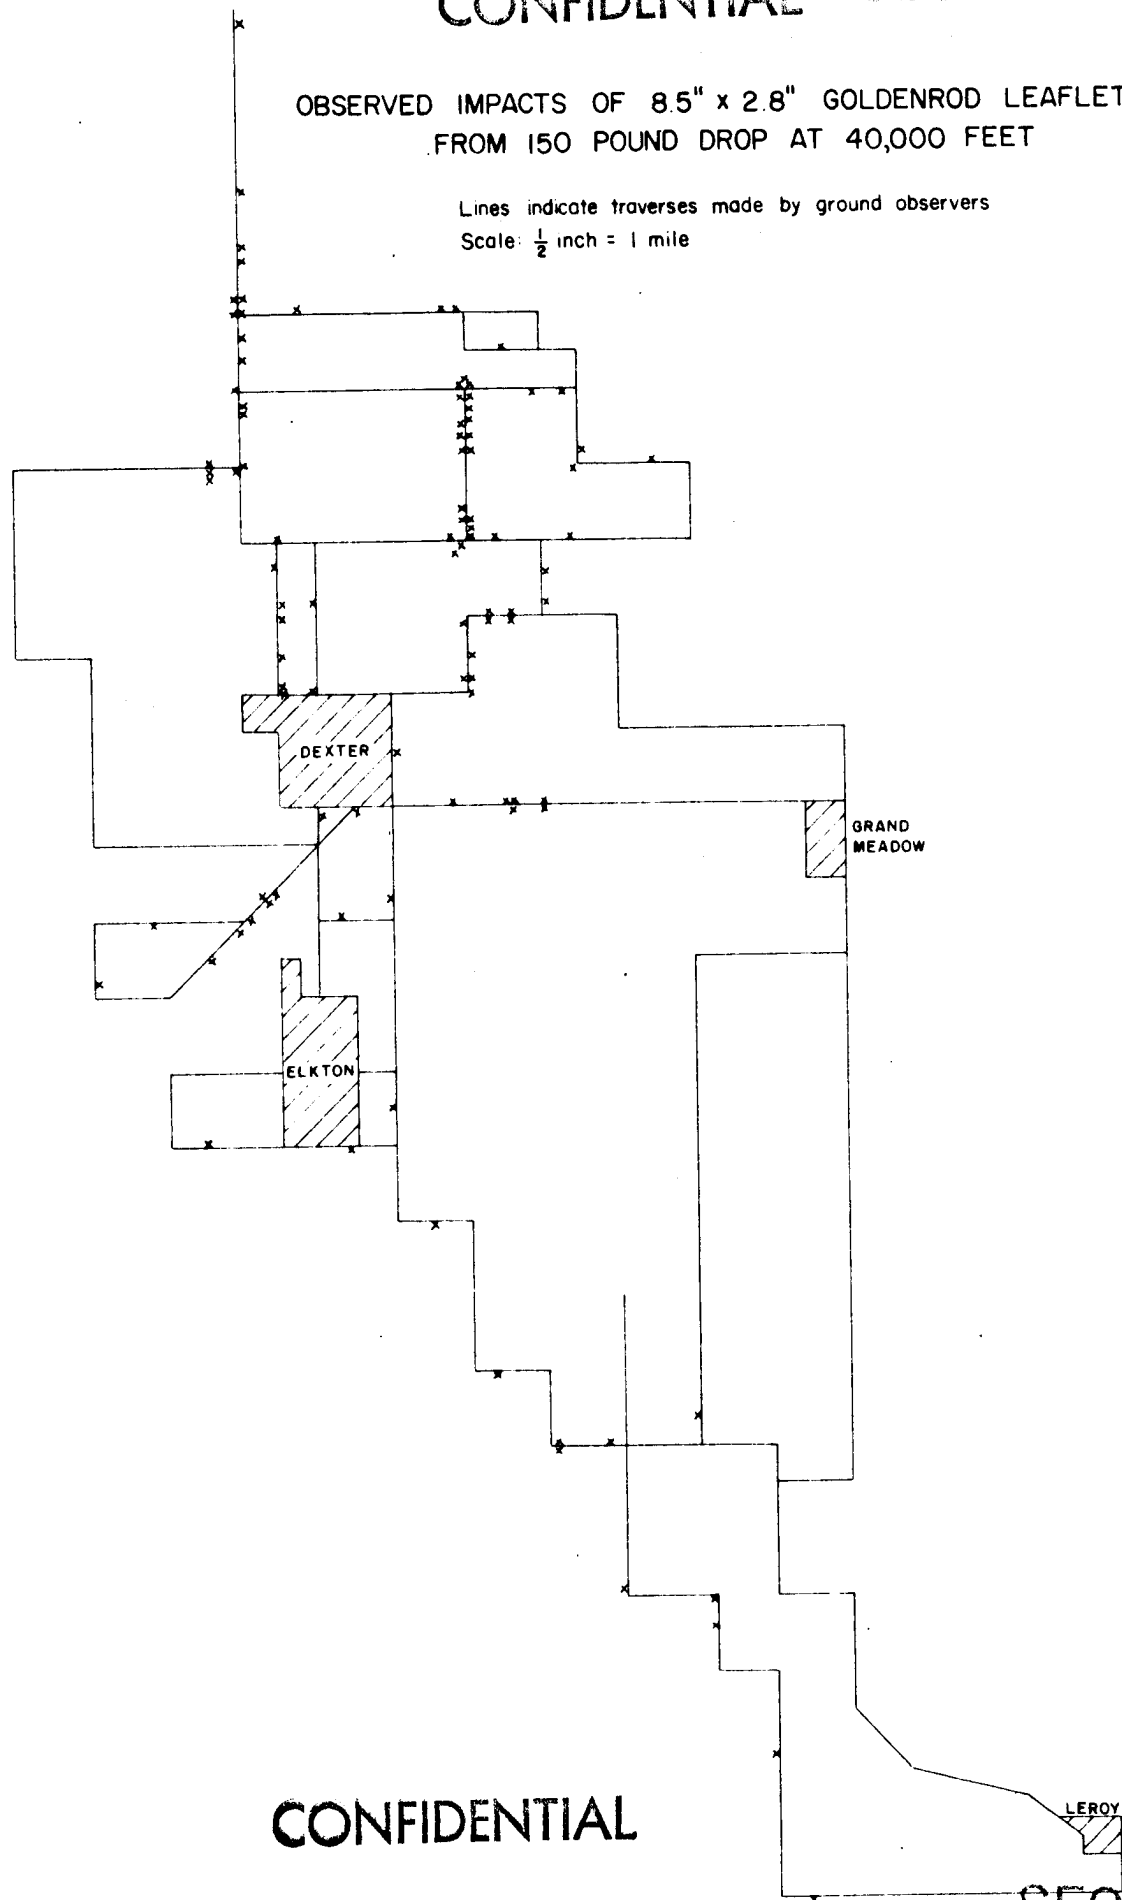 CONFIDENTIAL
OBSERVED IMPACTS OF 8.5" x 2.8" GOLDENROD LEAFLET
FROM 150 POUND DROP AT 40,000 FEET
Lines indicate traverses made by ground observers
Scale: 1/2 inch = 1 mile
DEXTER
GRAND
MEADOW
ELKTON
CONFIDENTIAL
LEROY